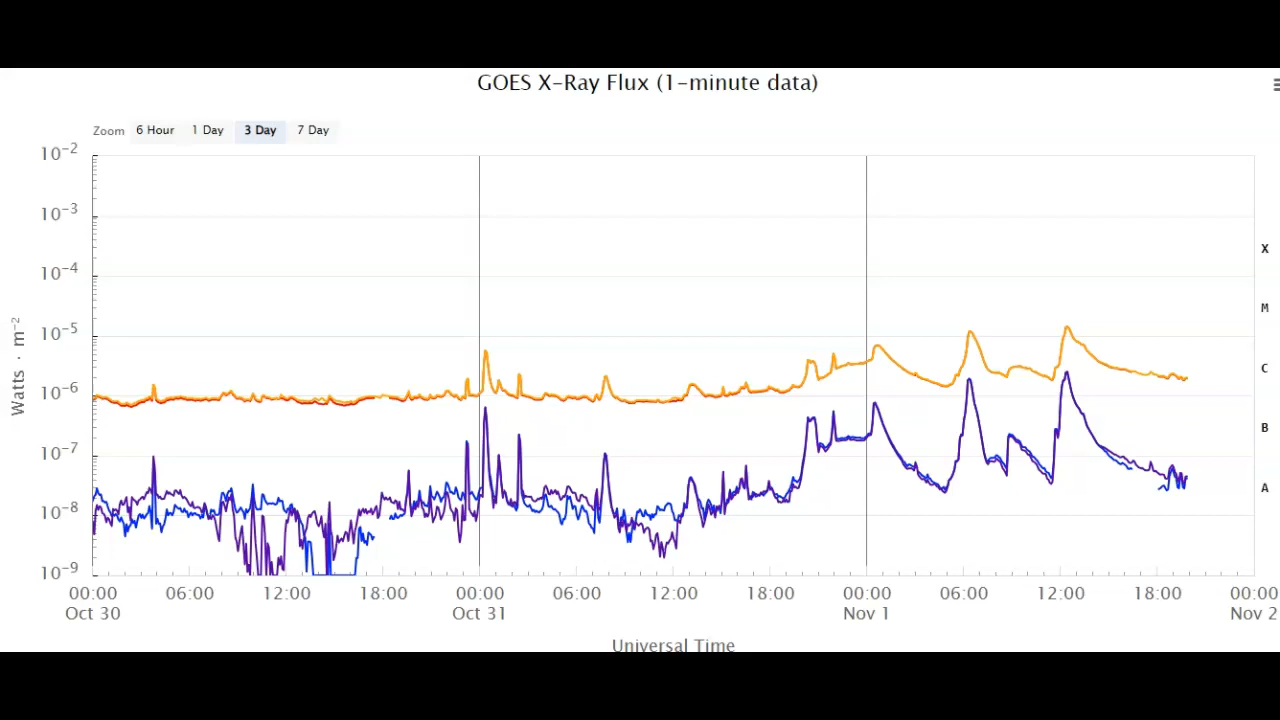 GOES X-Ray Flux (1-minute data)
Zoom 6 Hour 1 Day 3 Day 7 Day
10-2
10-3
10-4
10-5
10-6
10-7
10-8
10-9
Watts · m-2
X
M
C
B
A
00:00 06:00 12:00 18:00 00:00 06:00 12:00 18:00 00:00 06:00 12:00 18:00 00:00
Oct 30 Oct 31 Nov 1 Nov 2
Universal Time